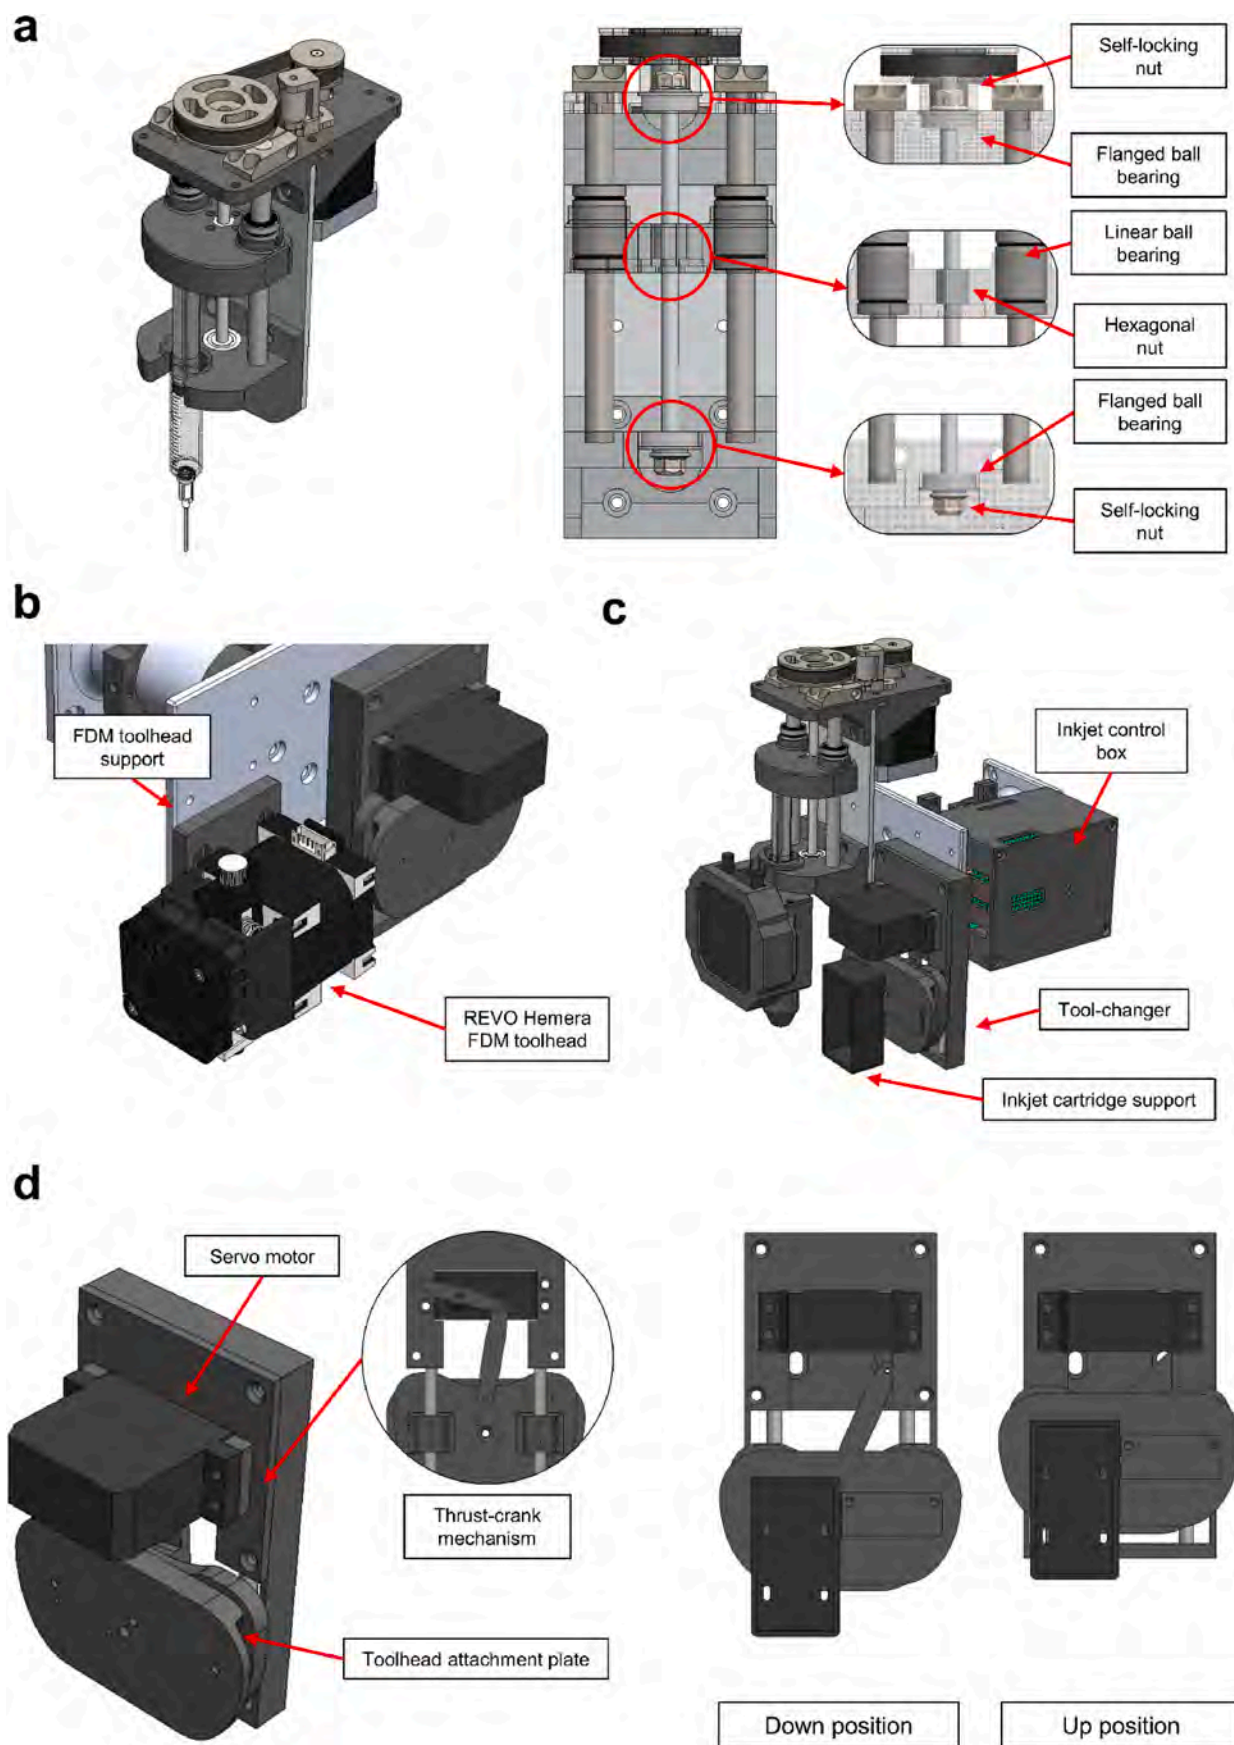 a
Self-locking
nut
Flanged ball
bearing
Linear ball
bearing
Hexagonal
nut
Flanged ball
bearing
Self-locking
nut
b
FDM toolhead
support
REVO Hemera
FDM toolhead
c
Inkjet control
box
Tool-changer
Inkjet cartridge support
d
Servo motor
Thrust-crank
mechanism
Toolhead attachment plate
Down position
Up position